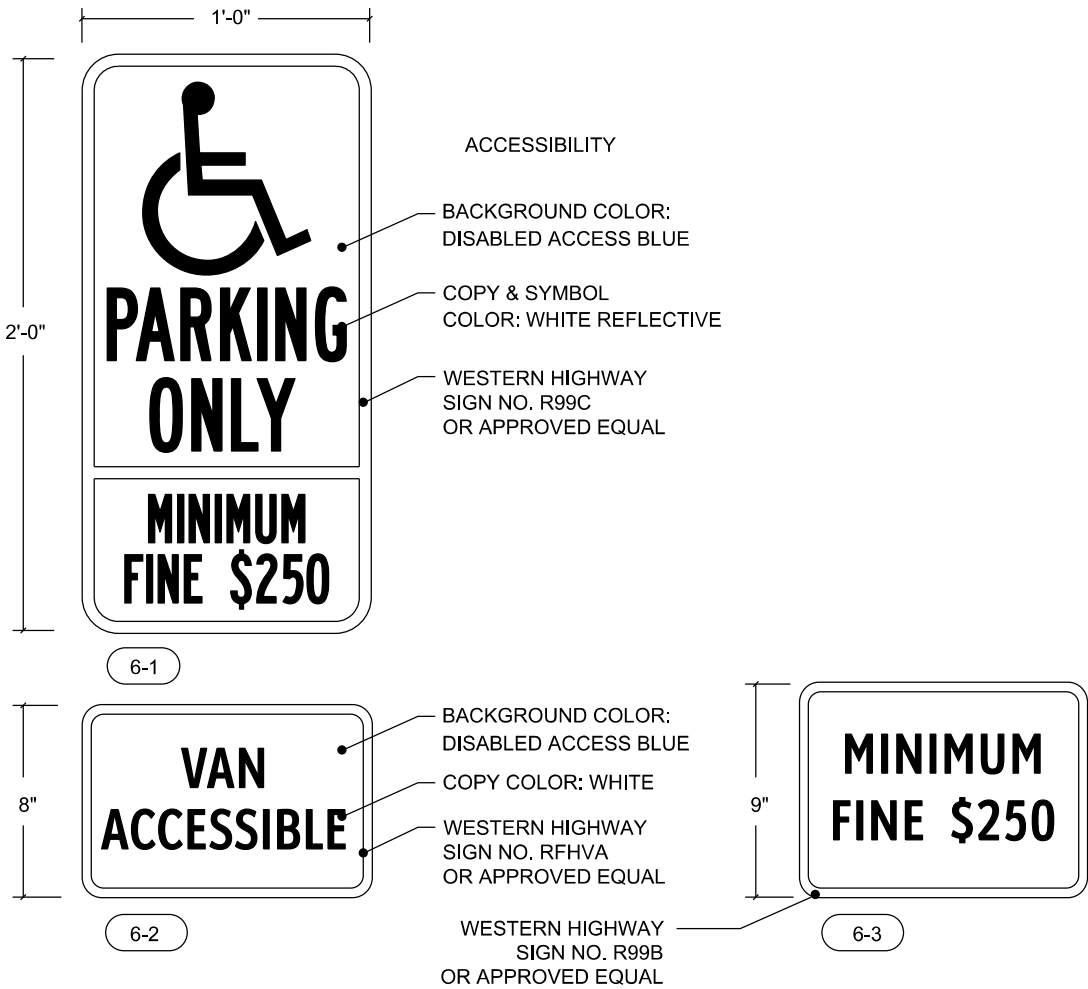 1'-0"
2'-0"
PARKING
ONLY
MINIMUM
FINE $250
ACCESSIBILITY
BACKGROUND COLOR:
DISABLED ACCESS BLUE
COPY & SYMBOL
COLOR: WHITE REFLECTIVE
WESTERN HIGHWAY
SIGN NO. R99C
OR APPROVED EQUAL
6-1
8"
VAN
ACCESSIBLE
BACKGROUND COLOR:
DISABLED ACCESS BLUE
COPY COLOR: WHITE
WESTERN HIGHWAY
SIGN NO. RFHVA
OR APPROVED EQUAL
6-2
9"
MINIMUM
FINE $250
WESTERN HIGHWAY
SIGN NO. R99B
OR APPROVED EQUAL
6-3